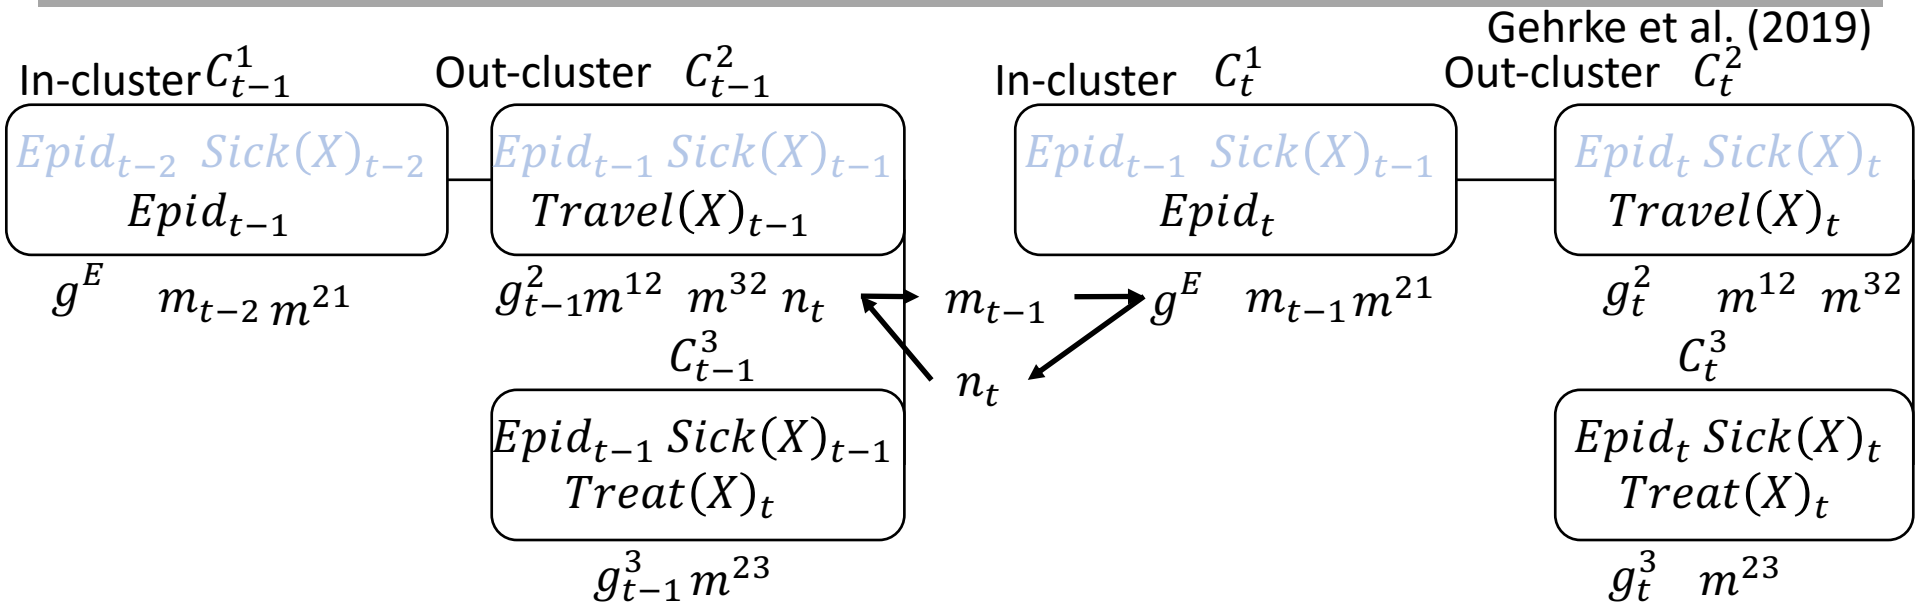 Gehrke et al. (2019)
In-cluster C^1_{t−1}
Out-cluster C^2_{t−1}
In-cluster C^1_t
Out-cluster C^2_t
Epid_{t−2} Sick(X)_{t−2}
Epid_{t−1}
Epid_{t−1} Sick(X)_{t−1}
Travel(X)_{t−1}
Epid_{t−1} Sick(X)_{t−1}
Epid_t
Epid_t Sick(X)_t
Travel(X)_t
g^E m_{t−2} m^{21}
g^2_{t−1} m^{12} m^{32} n_t
m_{t−1}
g^E m_{t−1} m^{21}
g^2_t m^{12} m^{32}
n_t
C^3_{t−1}
Epid_{t−1} Sick(X)_{t−1}
Treat(X)_t
g^3_{t−1} m^{23}
C^3_t
Epid_t Sick(X)_t
Treat(X)_t
g^3_t m^{23}